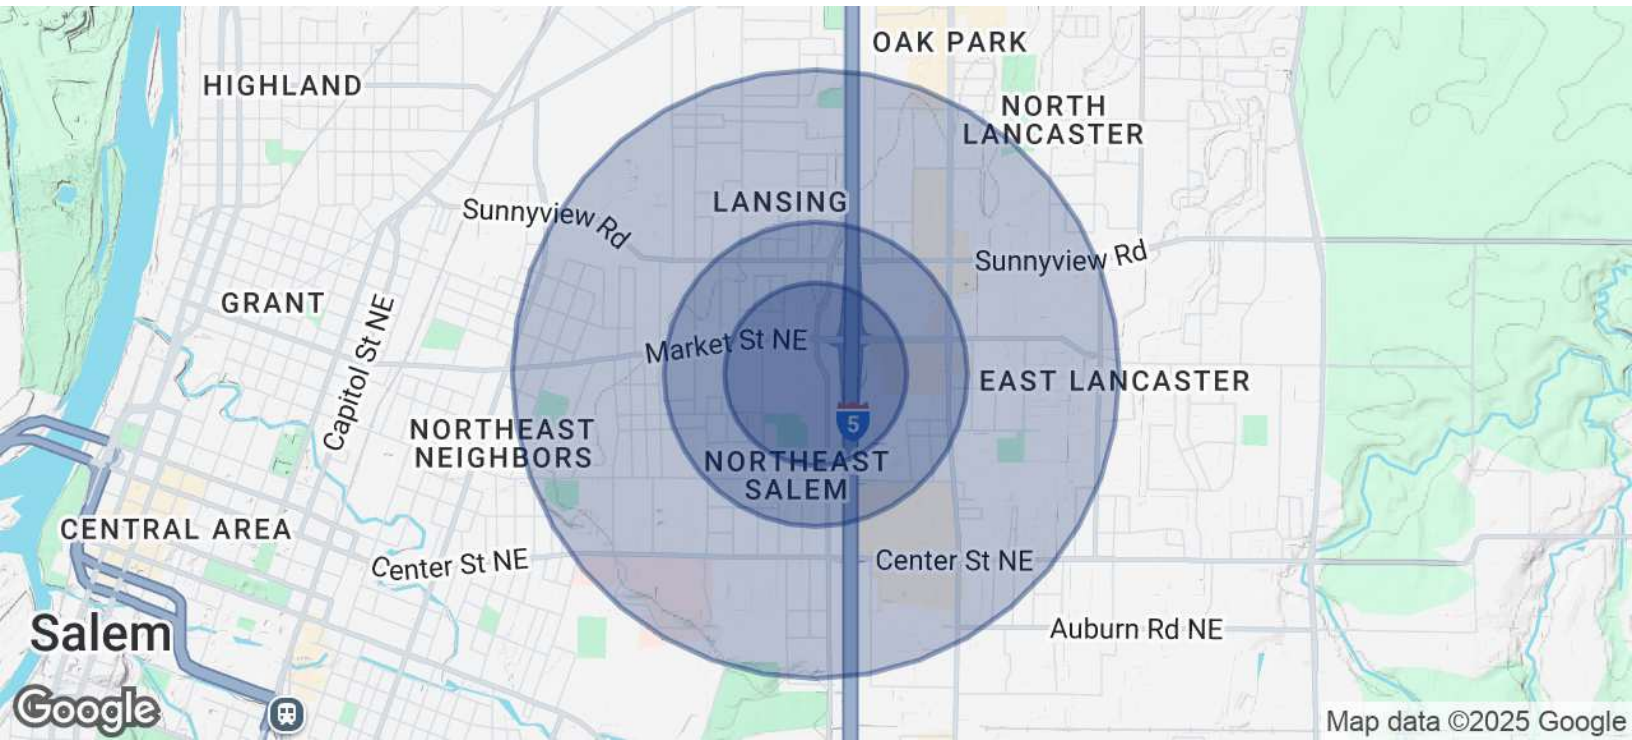 OAK PARK
HIGHLAND
NORTH
LANCASTER
LANSING
Sunnyview Rd
Sunnyview Rd
GRANT
Capitol St NE
Market St NE
EAST LANCASTER
5
NORTHEAST
NEIGHBORS
NORTHEAST
SALEM
CENTRAL AREA
Center St NE
Center St NE
Salem
Auburn Rd NE
Google
Map data ©2025 Google